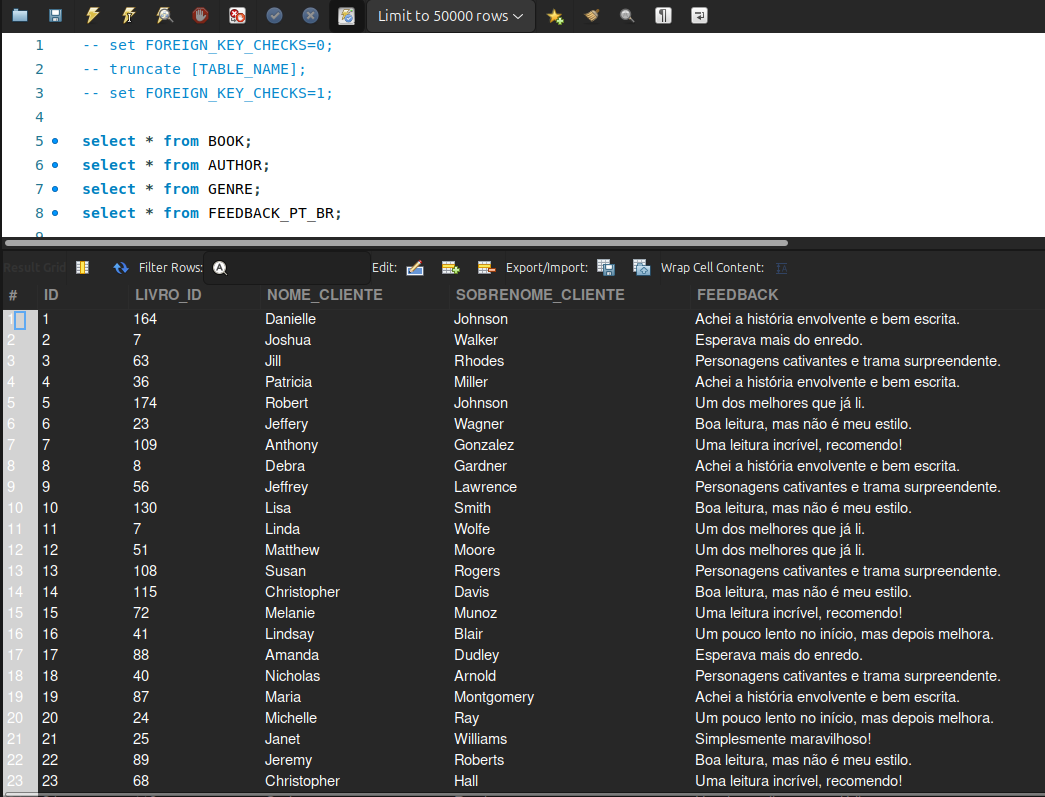 Limit to 50000 rows
1 -- set FOREIGN_KEY_CHECKS=0;
2 -- truncate [TABLE_NAME];
3 -- set FOREIGN_KEY_CHECKS=1;
4
5 select * from BOOK;
6 select * from AUTHOR;
7 select * from GENRE;
8 select * from FEEDBACK_PT_BR;
9
Result Grid Filter Rows: Edit: Export/Import: Wrap Cell Content:
# ID LIVRO_ID NOME_CLIENTE SOBRENOME_CLIENTE FEEDBACK
1 1 164 Danielle Johnson Achei a história envolvente e bem escrita.
2 2 7 Joshua Walker Esperava mais do enredo.
3 3 63 Jill Rhodes Personagens cativantes e trama surpreendente.
4 4 36 Patricia Miller Achei a história envolvente e bem escrita.
5 5 174 Robert Johnson Um dos melhores que já li.
6 6 23 Jeffery Wagner Boa leitura, mas não é meu estilo.
7 7 109 Anthony Gonzalez Uma leitura incrível, recomendo!
8 8 8 Debra Gardner Achei a história envolvente e bem escrita.
9 9 56 Jeffrey Lawrence Personagens cativantes e trama surpreendente.
10 10 130 Lisa Smith Boa leitura, mas não é meu estilo.
11 11 7 Linda Wolfe Um dos melhores que já li.
12 12 51 Matthew Moore Um dos melhores que já li.
13 13 108 Susan Rogers Personagens cativantes e trama surpreendente.
14 14 115 Christopher Davis Boa leitura, mas não é meu estilo.
15 15 72 Melanie Munoz Uma leitura incrível, recomendo!
16 16 41 Lindsay Blair Um pouco lento no início, mas depois melhora.
17 17 88 Amanda Dudley Esperava mais do enredo.
18 18 40 Nicholas Arnold Personagens cativantes e trama surpreendente.
19 19 87 Maria Montgomery Achei a história envolvente e bem escrita.
20 20 24 Michelle Ray Um pouco lento no início, mas depois melhora.
21 21 25 Janet Williams Simplesmente maravilhoso!
22 22 89 Jeremy Roberts Boa leitura, mas não é meu estilo.
23 23 68 Christopher Hall Uma leitura incrível, recomendo!